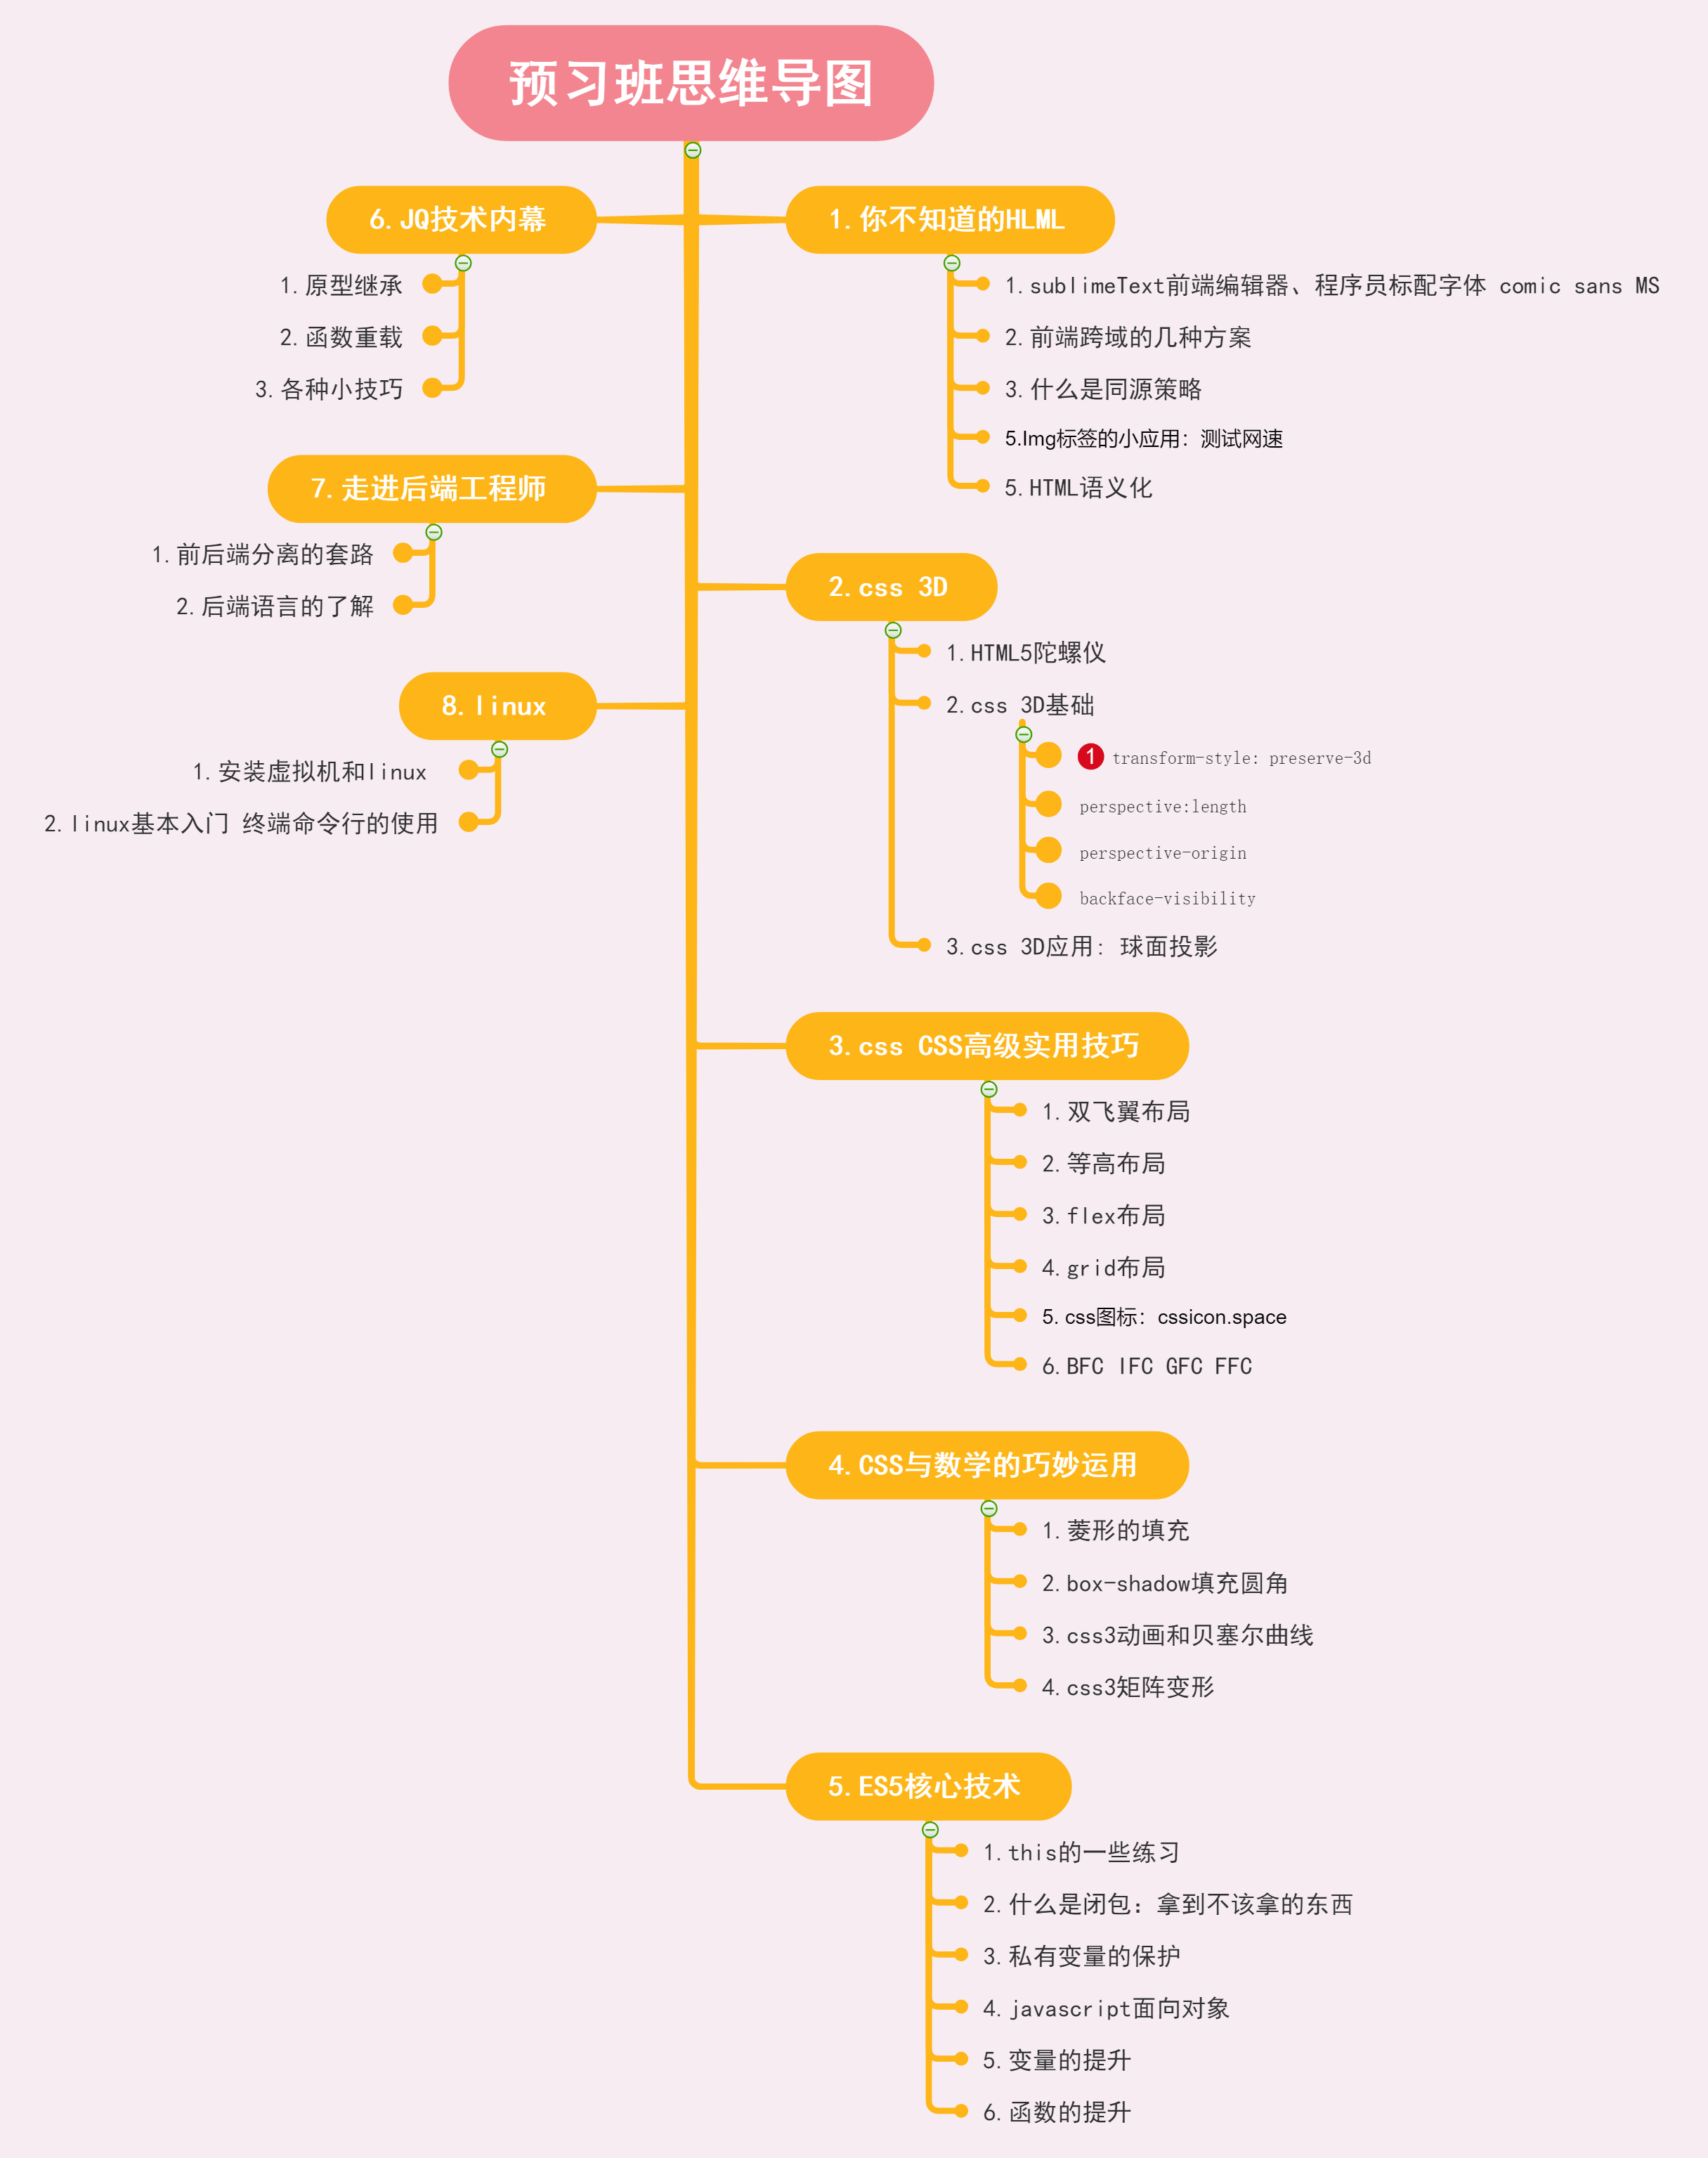 预习班思维导图
1.你不知道的HLML
1.sublimeText前端编辑器、程序员标配字体 comic sans MS
2.前端跨域的几种方案
3.什么是同源策略
5.Img标签的小应用：测试网速
5.HTML语义化
2.css 3D
1.HTML5陀螺仪
2.css 3D基础
1 transform-style: preserve-3d
perspective:length
perspective-origin
backface-visibility
3.css 3D应用: 球面投影
3.css CSS高级实用技巧
1.双飞翼布局
2.等高布局
3.flex布局
4.grid布局
5. css图标：cssicon.space
6.BFC IFC GFC FFC
4.CSS与数学的巧妙运用
1.菱形的填充
2.box-shadow填充圆角
3.css3动画和贝塞尔曲线
4.css3矩阵变形
5.ES5核心技术
1.this的一些练习
2.什么是闭包：拿到不该拿的东西
3.私有变量的保护
4.javascript面向对象
5.变量的提升
6.函数的提升
6.JQ技术内幕
1.原型继承
2.函数重载
3.各种小技巧
7.走进后端工程师
1.前后端分离的套路
2.后端语言的了解
8.linux
1.安装虚拟机和linux
2.linux基本入门 终端命令行的使用